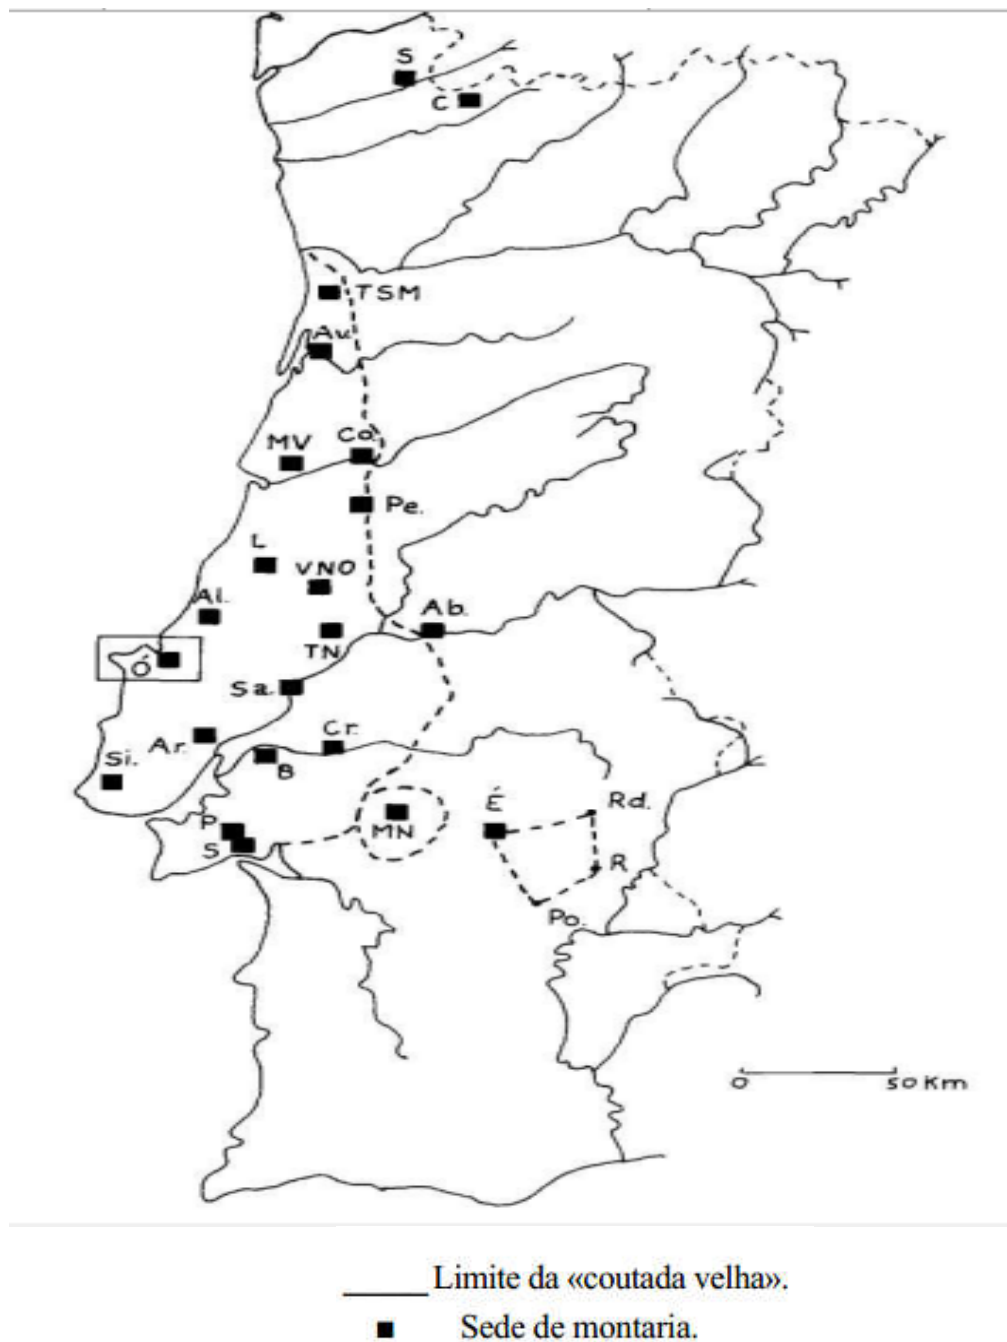 S
C
TSM
Av.
MV
Co.
Pe.
L
VNO
Al.
Ab.
TN
Ó
Sa.
Ar.
Cr.
Si.
B
É
Rd.
P
MN
S
R
Po.
0 50 Km
Limite da «coutada velha».
Sede de montaria.